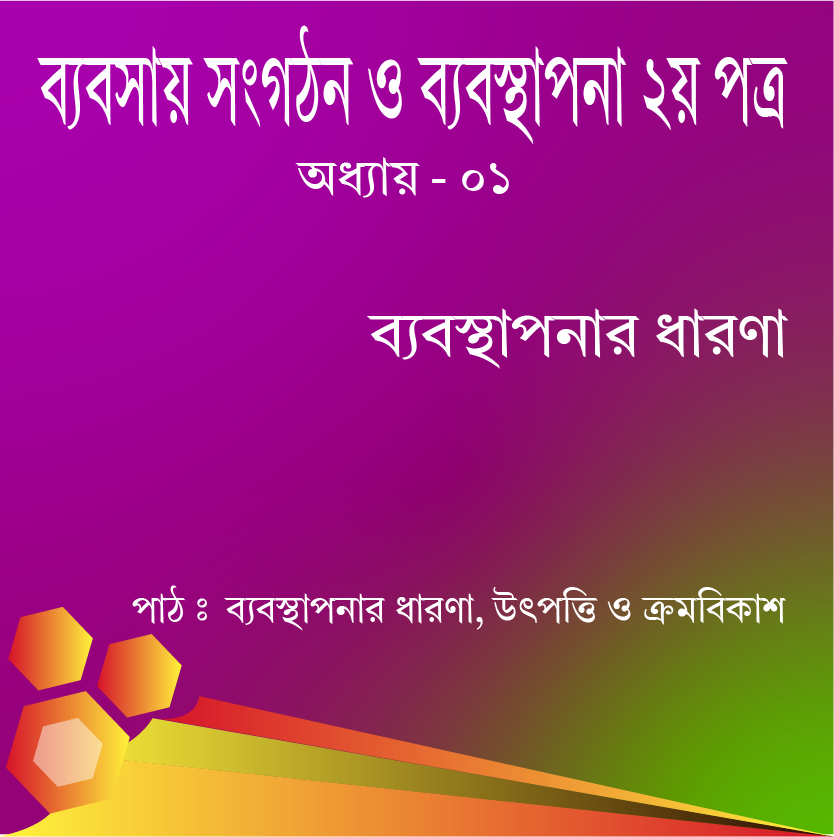 ব্যবসায় সংগঠন ও ব্যবস্থাপনা ২য় পত্র
অধ্যায় - ০১
ব্যবস্থাপনার ধারণা
পাঠ ঃ ব্যবস্থাপনার ধারণা, উৎপত্তি ও ক্রমবিকাশ